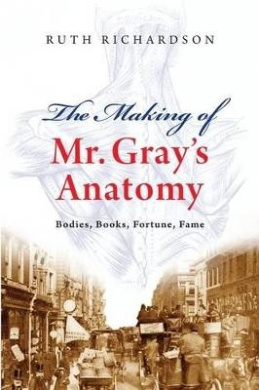 RUTH RICHARDSON
The Making of
Mr. Gray's
Anatomy
Bodies, Books, Fortune, Fame